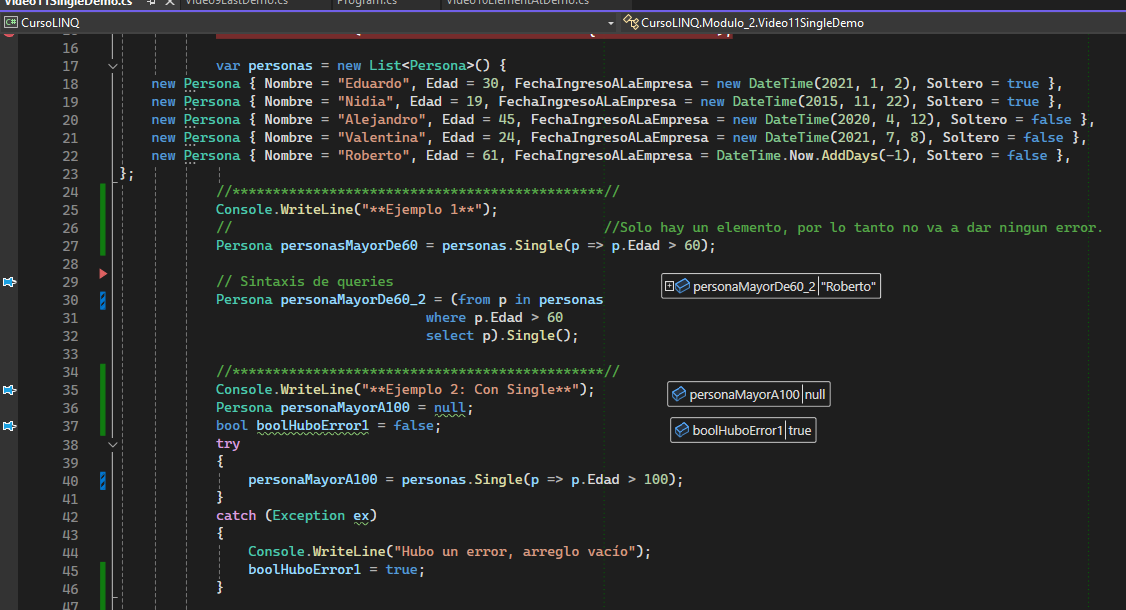 Video11SingleDemo.cs Video9LastDemo.cs Program.cs Video10ElementAtDemo.cs
C# CursoLINQ CursoLINQ.Modulo_2.Video11SingleDemo
16
17 var personas = new List<Persona>() {
18 new Persona { Nombre = "Eduardo", Edad = 30, FechaIngresoALaEmpresa = new DateTime(2021, 1, 2), Soltero = true },
19 new Persona { Nombre = "Nidia", Edad = 19, FechaIngresoALaEmpresa = new DateTime(2015, 11, 22), Soltero = true },
20 new Persona { Nombre = "Alejandro", Edad = 45, FechaIngresoALaEmpresa = new DateTime(2020, 4, 12), Soltero = false },
21 new Persona { Nombre = "Valentina", Edad = 24, FechaIngresoALaEmpresa = new DateTime(2021, 7, 8), Soltero = false },
22 new Persona { Nombre = "Roberto", Edad = 61, FechaIngresoALaEmpresa = DateTime.Now.AddDays(-1), Soltero = false },
23 };
24 //**********************************************//
25 Console.WriteLine("**Ejemplo 1**");
26 // //Solo hay un elemento, por lo tanto no va a dar ningun error.
27 Persona personasMayorDe60 = personas.Single(p => p.Edad > 60);
28
29 // Sintaxis de queries personaMayorDe60_2 "Roberto"
30 Persona personaMayorDe60_2 = (from p in personas
31 where p.Edad > 60
32 select p).Single();
33
34 //**********************************************//
35 Console.WriteLine("**Ejemplo 2: Con Single**"); personaMayorA100 null
36 Persona personaMayorA100 = null;
37 bool boolHuboError1 = false; boolHuboError1 true
38 try
39 {
40 personaMayorA100 = personas.Single(p => p.Edad > 100);
41 }
42 catch (Exception ex)
43 {
44 Console.WriteLine("Hubo un error, arreglo vacío");
45 boolHuboError1 = true;
46 }
47